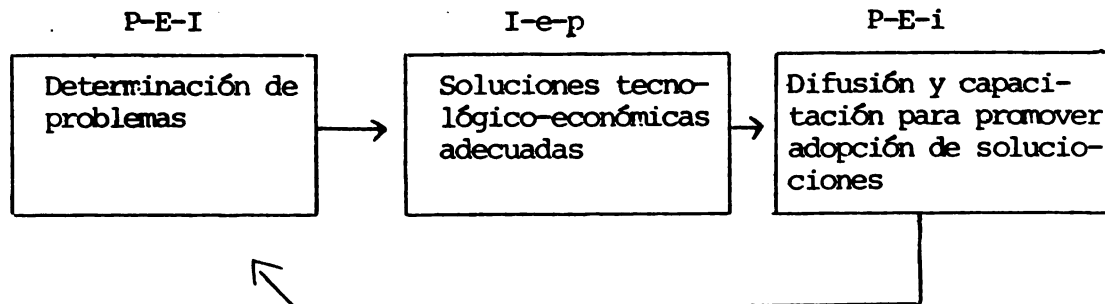 P-E-I
I-e-p
P-E-i
Determinación de
problemas
Soluciones tecno-
lógico-económicas
adecuadas
Difusión y capaci-
tación para promover
adopción de solucio-
ciones